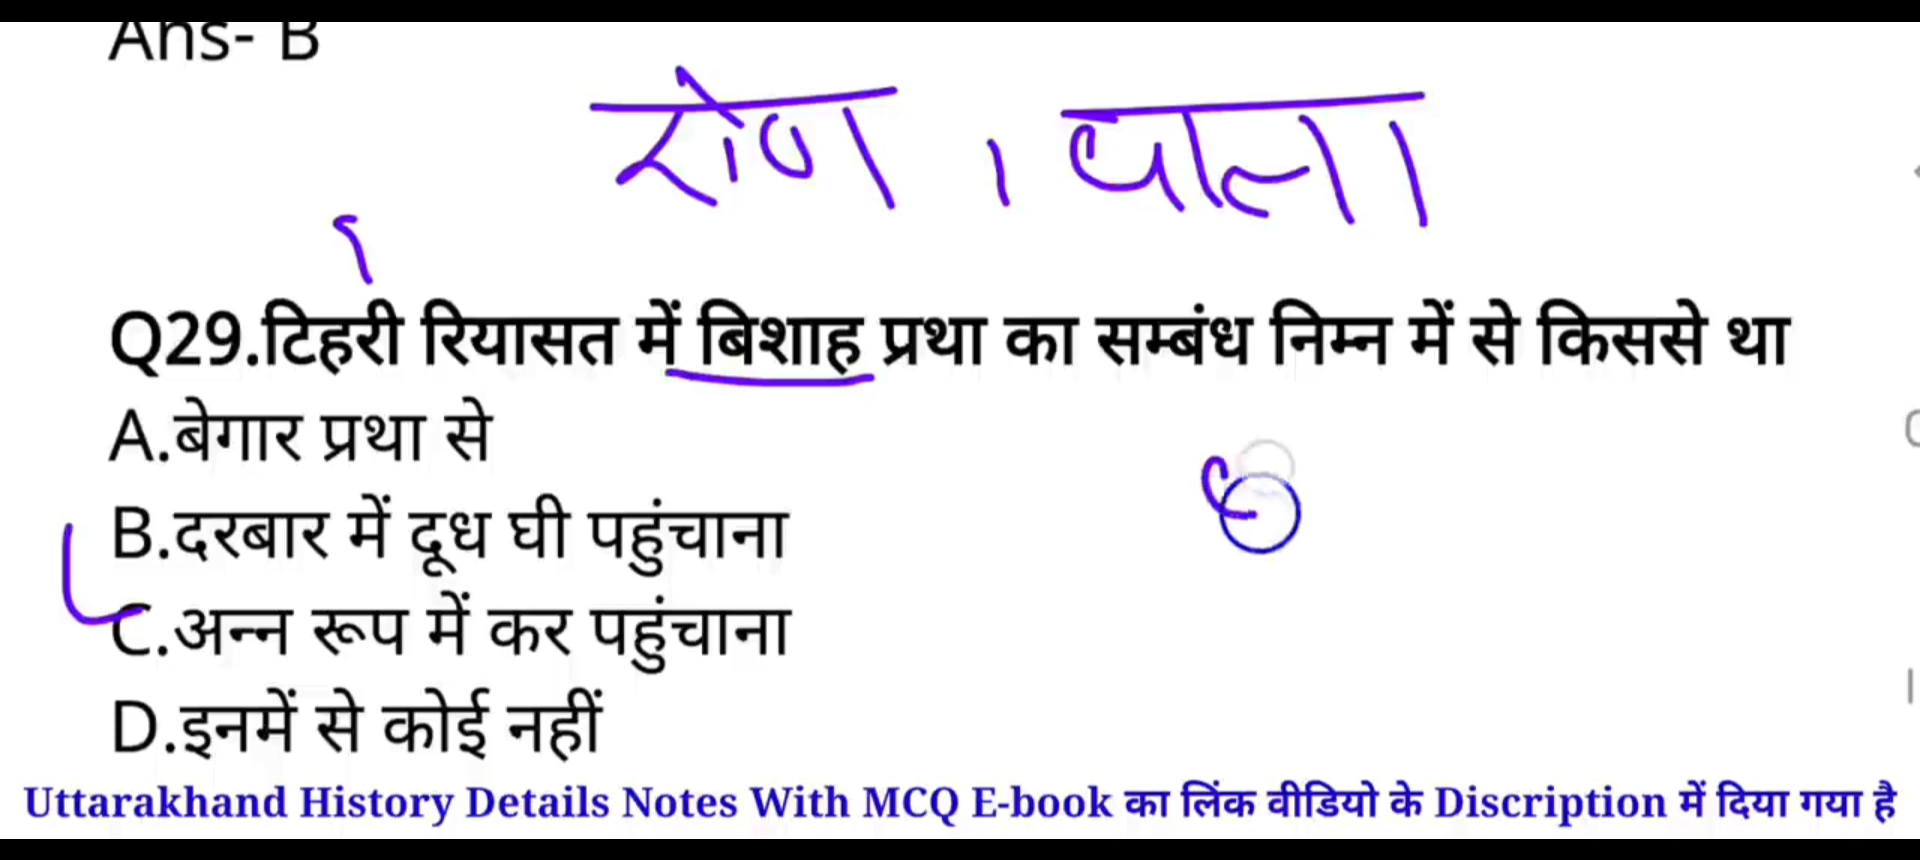 Ans- B
रोण । चाला
Q29.टिहरी रियासत में बिशाह प्रथा का सम्बंध निम्न में से किससे था
A.बेगार प्रथा से
B.दरबार में दूध घी पहुंचाना
C.अन्न रूप में कर पहुंचाना
D.इनमें से कोई नहीं
Uttarakhand History Details Notes With MCQ E-book का लिंक वीडियो के Discription में दिया गया है